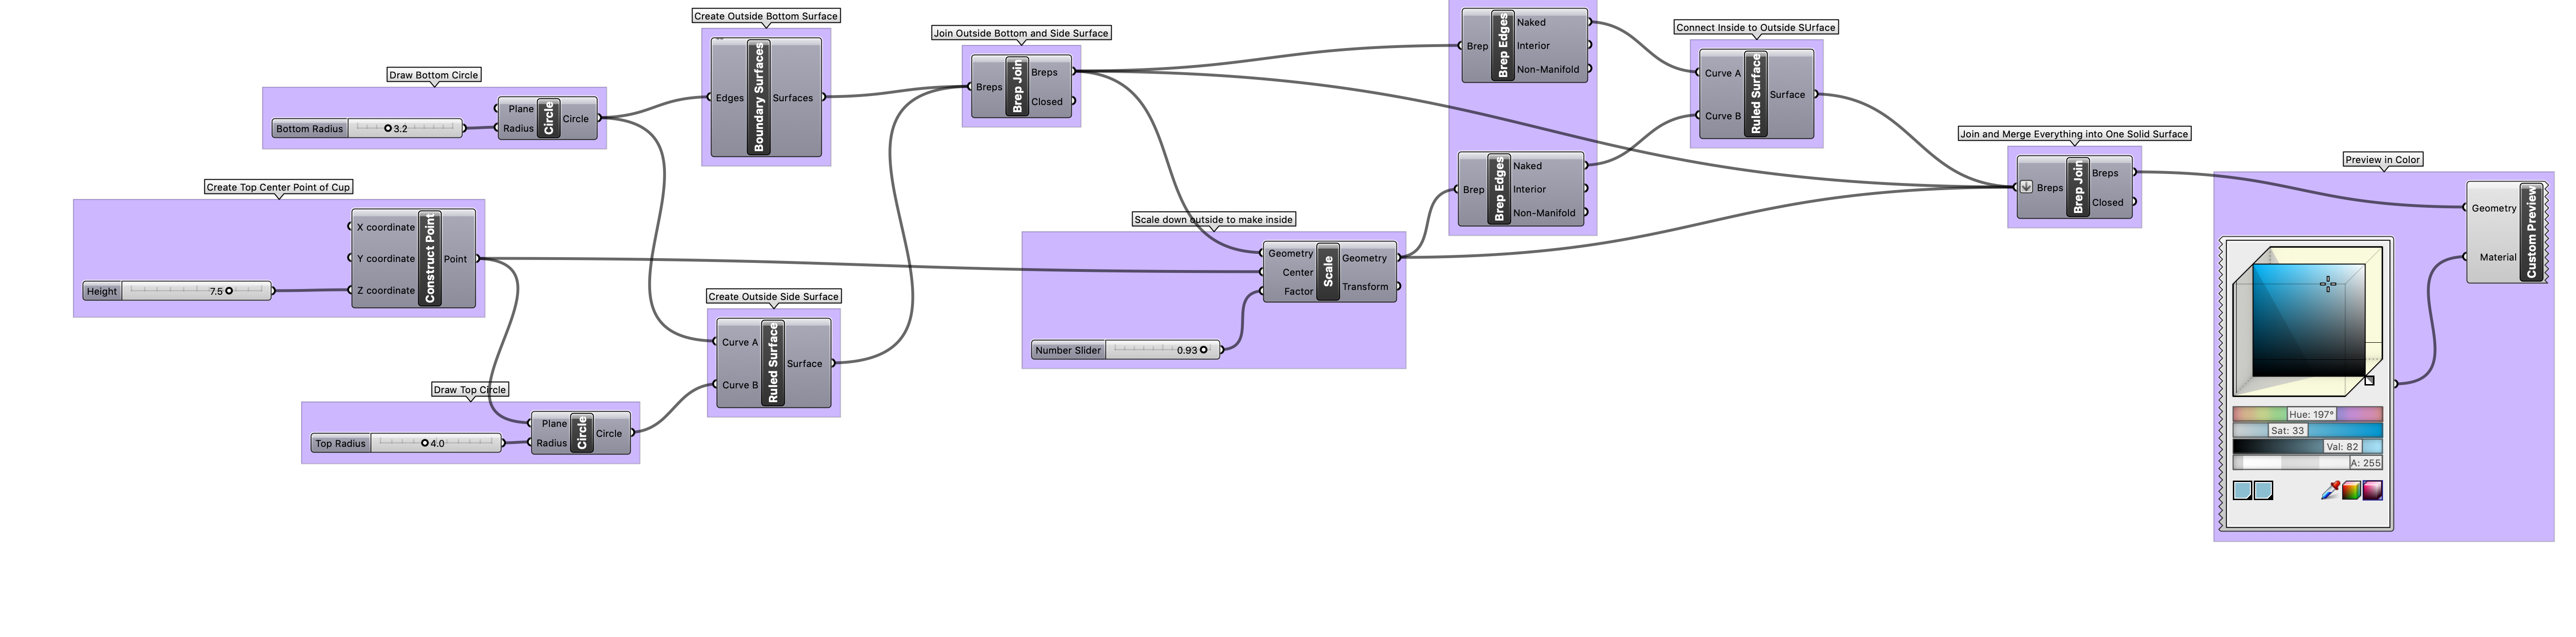 Create Outside Bottom Surface
Edges
Boundary Surfaces
Surfaces
Join Outside Bottom and Side Surface
Breps
Brep Join
Breps
Closed
Brep
Brep Edges
Naked
Interior
Non-Manifold
Connect Inside to Outside SUrface
Curve A
Curve B
Ruled Surface
Surface
Draw Bottom Circle
Bottom Radius
3.2
Plane
Radius
Circle
Circle
Brep
Brep Edges
Naked
Interior
Non-Manifold
Join and Merge Everything into One Solid Surface
Breps
Brep Join
Breps
Closed
Preview in Color
Geometry
Material
Custom Preview
Create Top Center Point of Cup
Height
7.5
X coordinate
Y coordinate
Z coordinate
Construct Point
Point
Scale down outside to make inside
Geometry
Center
Factor
Scale
Geometry
Transform
Number Slider
0.93
Create Outside Side Surface
Curve A
Curve B
Ruled Surface
Surface
Draw Top Circle
Top Radius
4.0
Plane
Radius
Circle
Circle
Hue: 197°
Sat: 33
Val: 82
A: 255